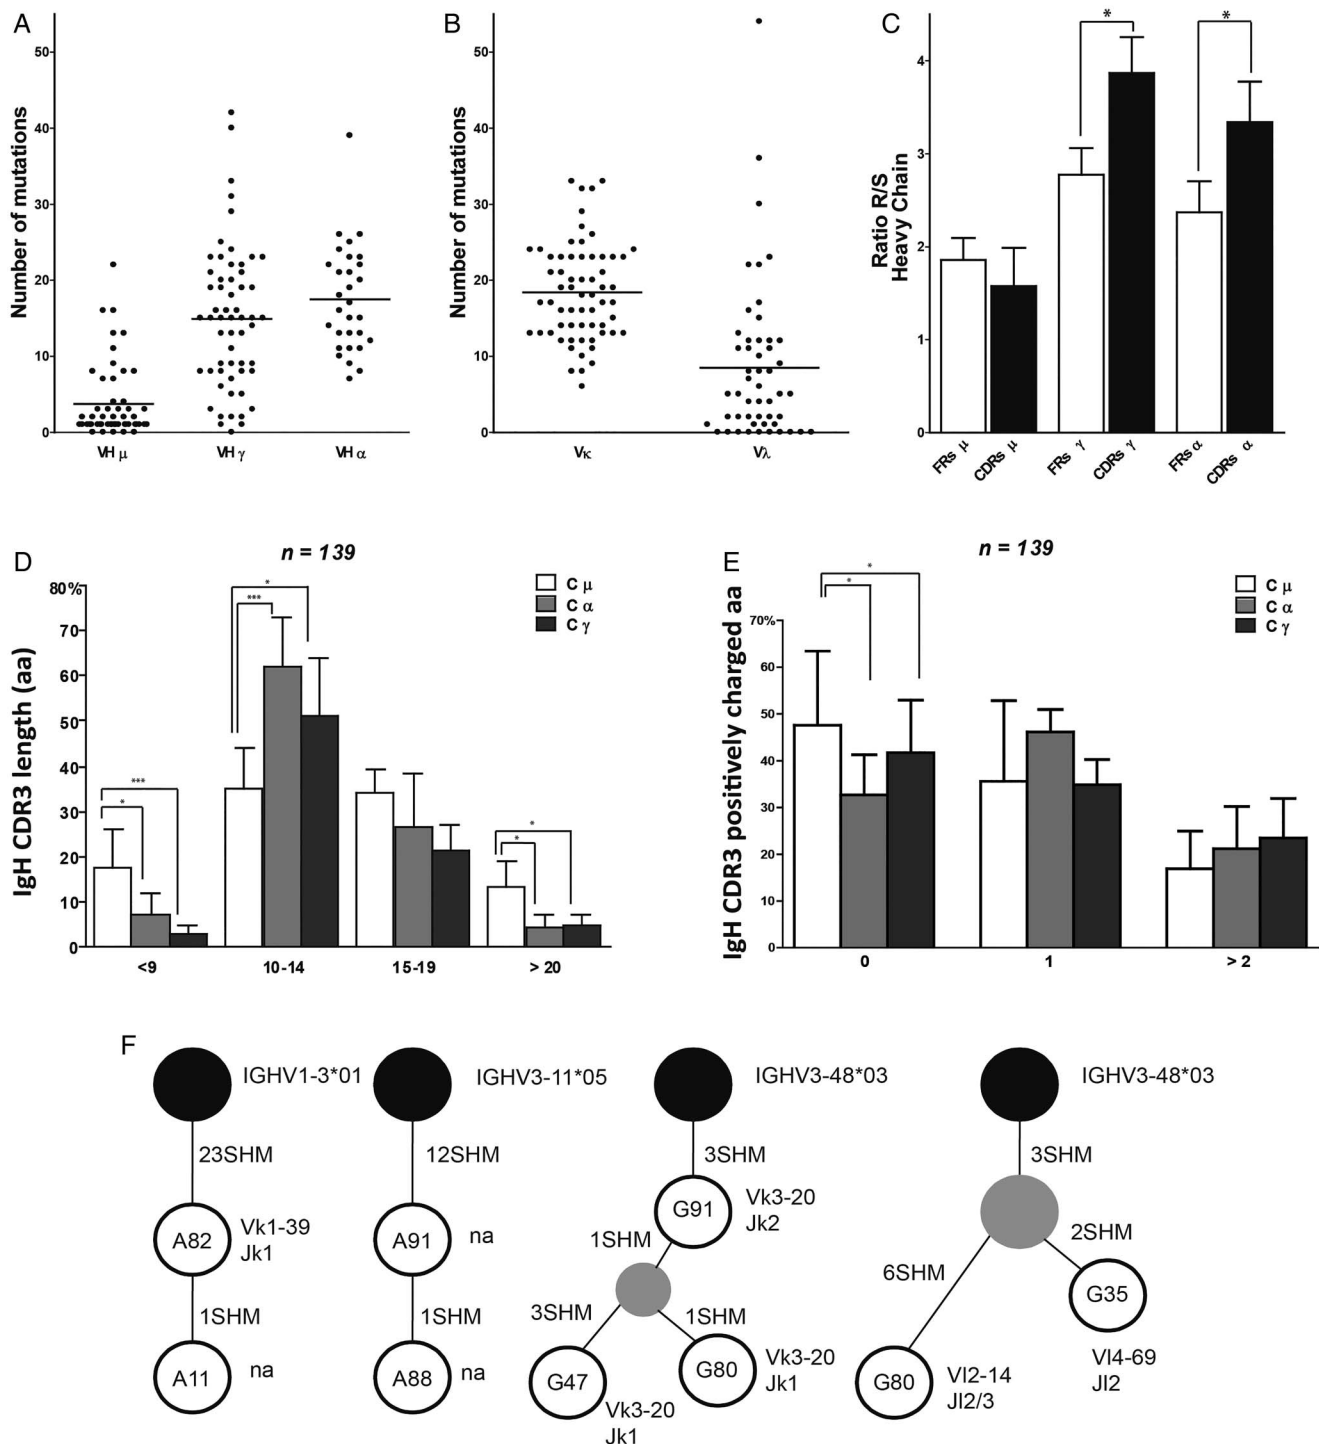 A
Number of mutations
50
40
30
20
10
0
VH μ
VH γ
VH α
B
Number of mutations
50
40
30
20
10
0
Vκ
Vλ
C
Ratio R/S
Heavy Chain
4
3
2
1
0
*
*
FRs μ
CDRs μ
FRs γ
CDRs γ
FRs α
CDRs α
D
n = 139
IgH CDR3 length (aa)
80%
70
60
50
40
30
20
10
0
C μ
C α
C γ
***
*
*
***
*
*
<9
10-14
15-19
> 20
E
n = 139
IgH CDR3 positively charged aa
70%
60
50
40
30
20
10
0
C μ
C α
C γ
*
*
0
1
> 2
F
IGHV1-3*01
23SHM
A82
Vk1-39
Jk1
1SHM
A11
na
IGHV3-11*05
12SHM
A91
na
1SHM
A88
na
IGHV3-48*03
3SHM
G91
Vk3-20
Jk2
1SHM
3SHM
1SHM
G47
Vk3-20
Jk1
G80
Vk3-20
Jk1
IGHV3-48*03
3SHM
6SHM
2SHM
G35
Vl4-69
Jl2
G80
Vl2-14
Jl2/3